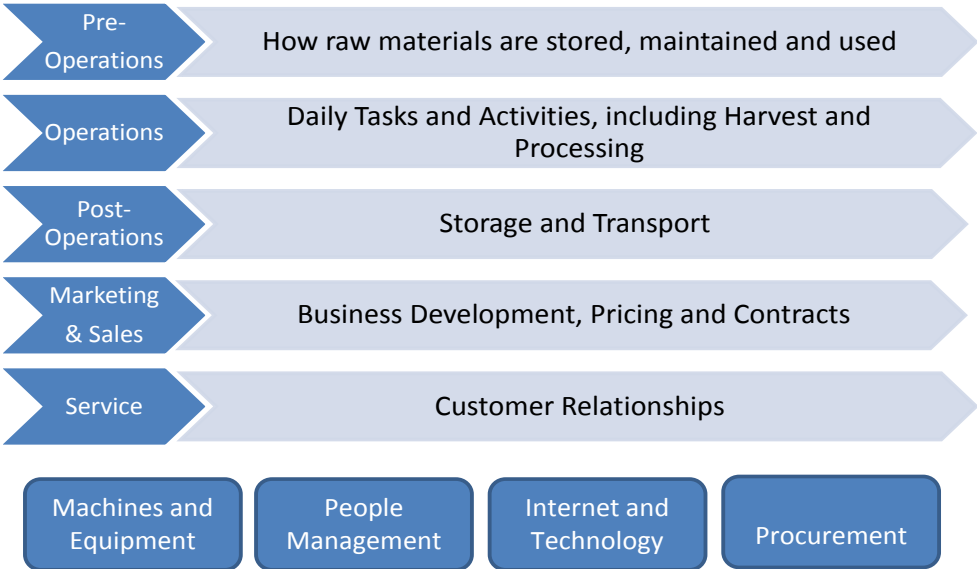 Pre-
Operations
How raw materials are stored, maintained and used
Operations
Daily Tasks and Activities, including Harvest and
Processing
Post-
Operations
Storage and Transport
Marketing
& Sales
Business Development, Pricing and Contracts
Service
Customer Relationships
Machines and
Equipment
People
Management
Internet and
Technology
Procurement